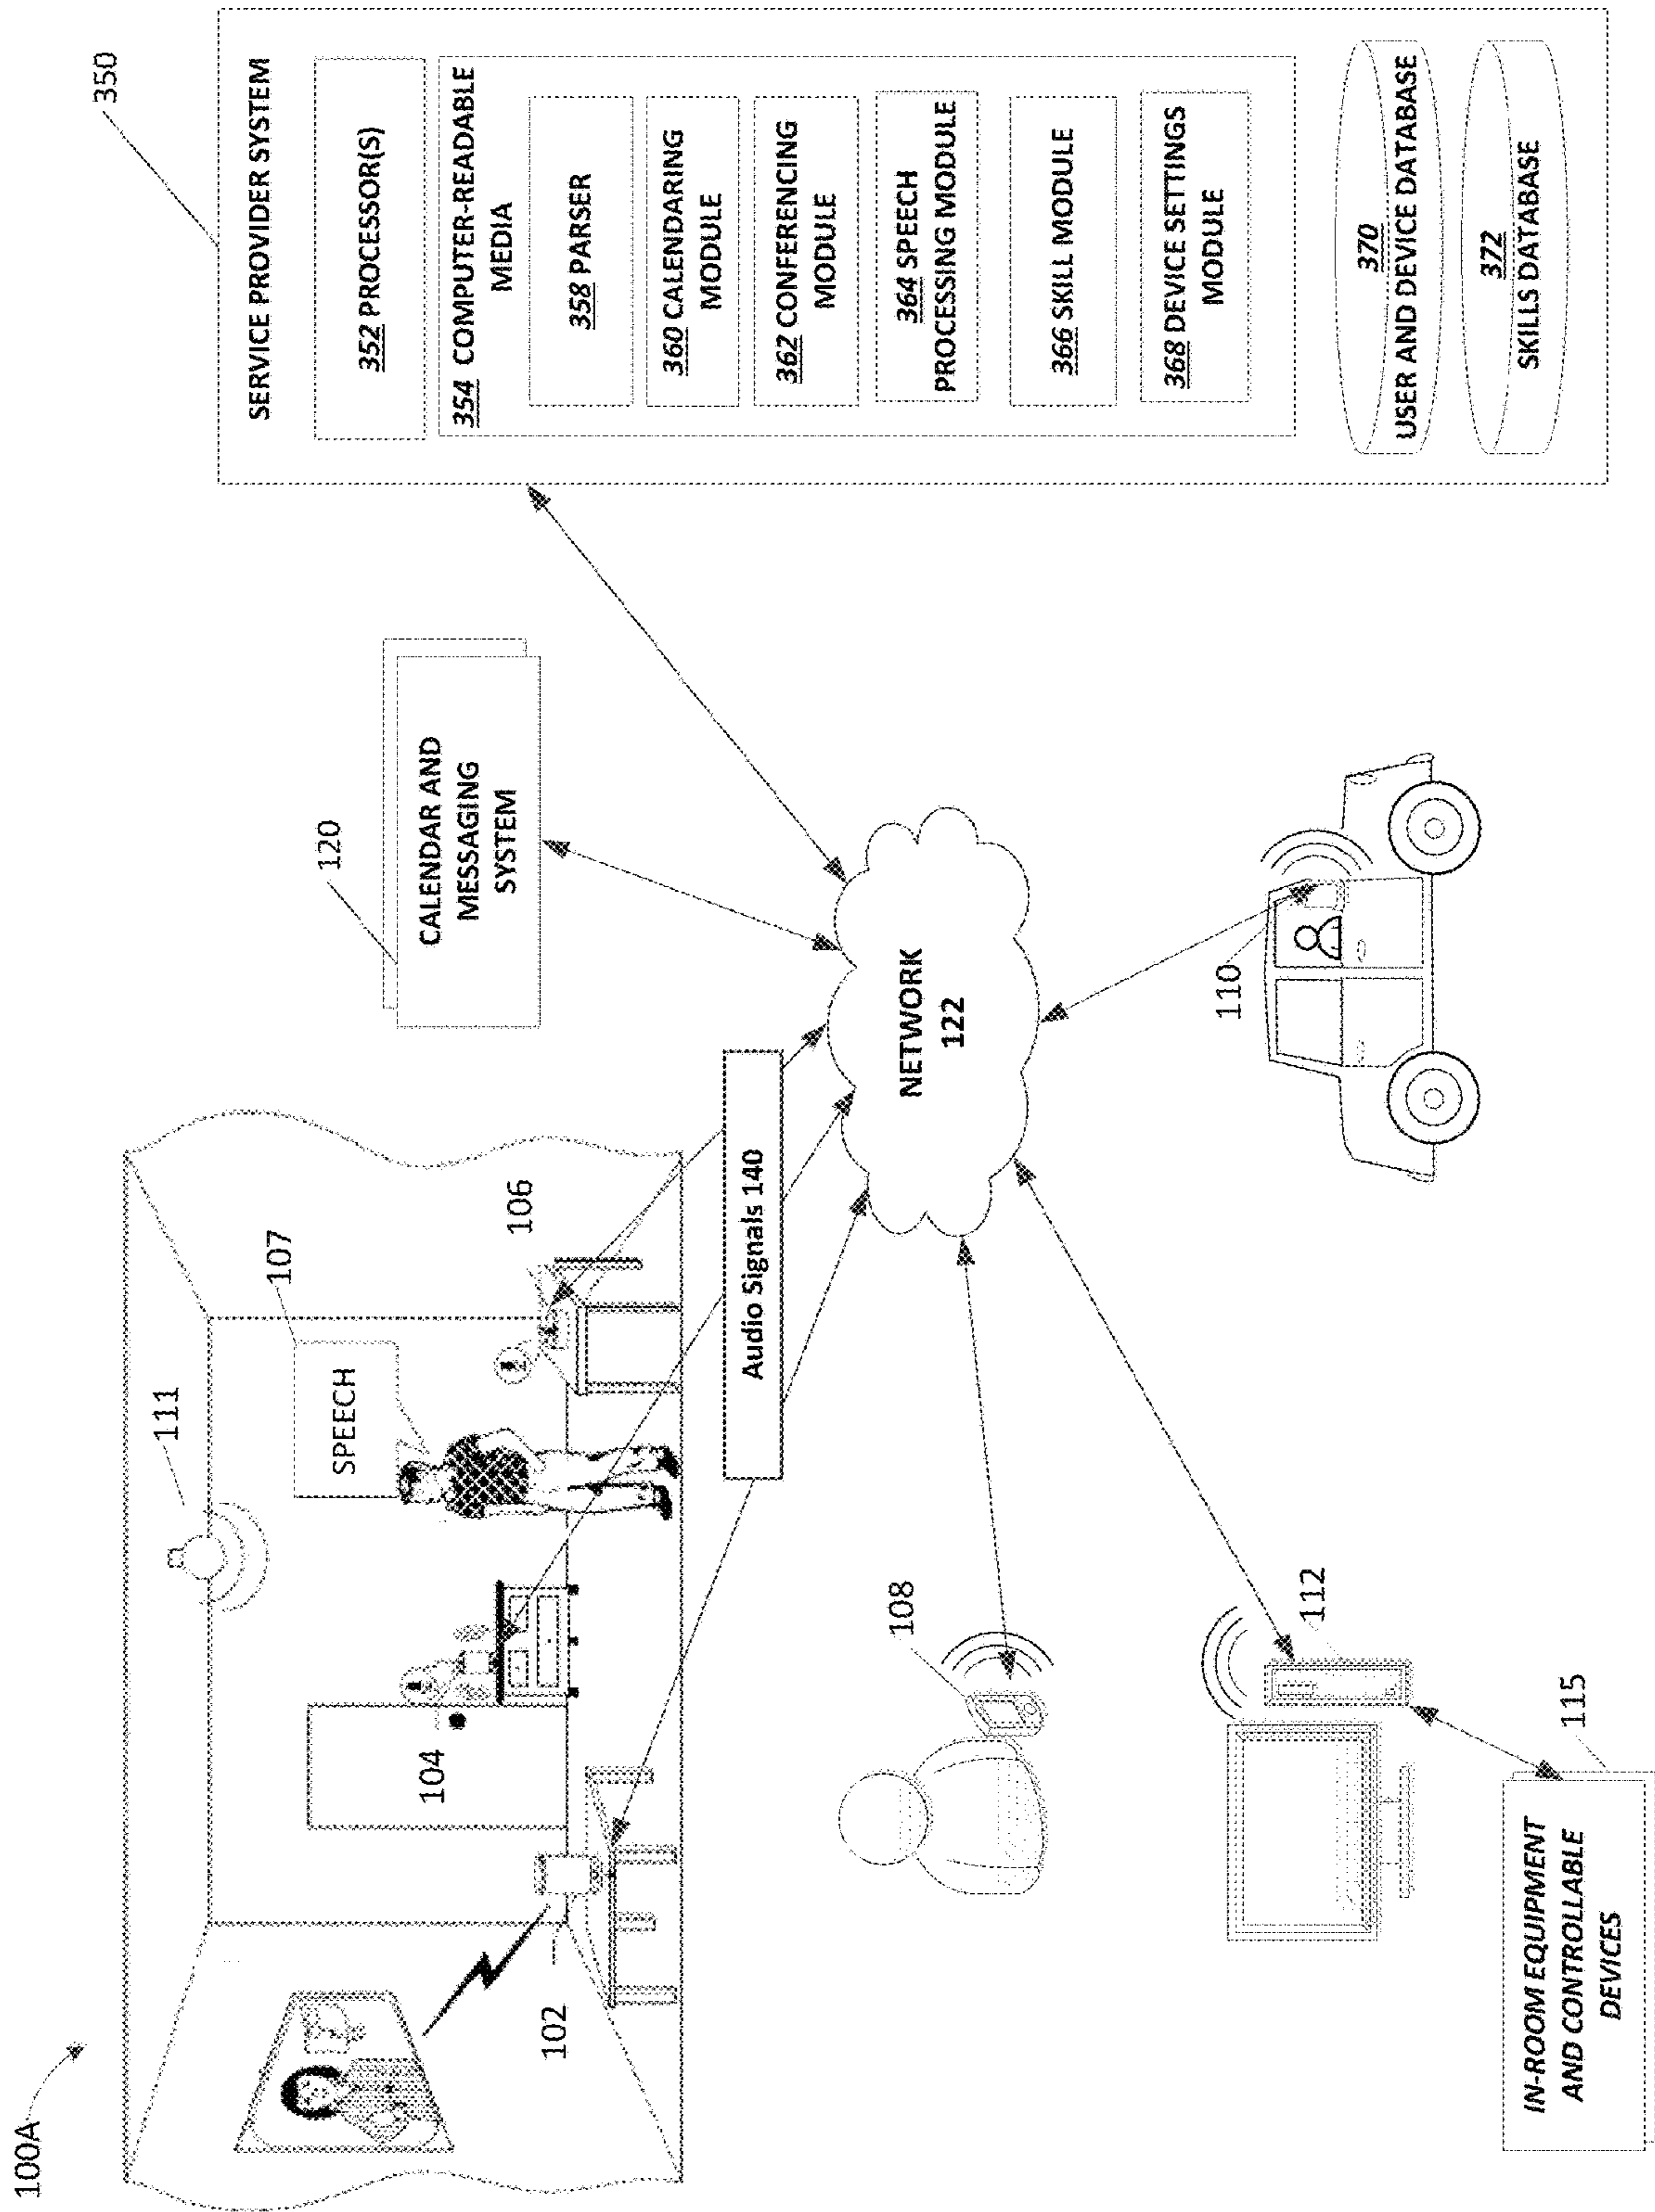 100A
111
107
SPEECH
106
104
102
Audio Signals 140
120
CALENDAR AND
MESSAGING
SYSTEM
NETWORK
122
108
112
110
115
IN-ROOM EQUIPMENT
AND CONTROLLABLE
DEVICES
350
SERVICE PROVIDER SYSTEM
352 PROCESSOR(S)
354 COMPUTER-READABLE
MEDIA
358 PARSER
360 CALENDARING
MODULE
362 CONFERENCING
MODULE
364 SPEECH
PROCESSING MODULE
366 SKILL MODULE
368 DEVICE SETTINGS
MODULE
370
USER AND DEVICE DATABASE
372
SKILLS DATABASE